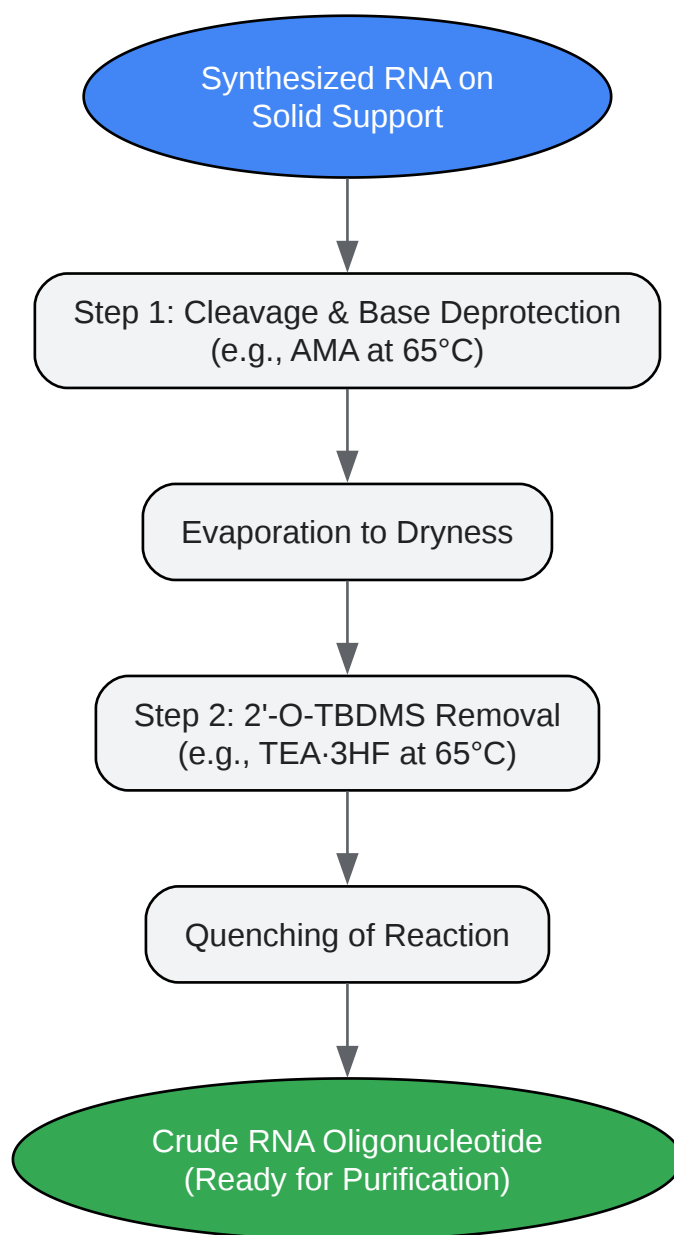 Synthesized RNA on
Solid Support
Step 1: Cleavage & Base Deprotection
(e.g., AMA at 65°C)
Evaporation to Dryness
Step 2: 2'-O-TBDMS Removal
(e.g., TEA·3HF at 65°C)
Quenching of Reaction
Crude RNA Oligonucleotide
(Ready for Purification)